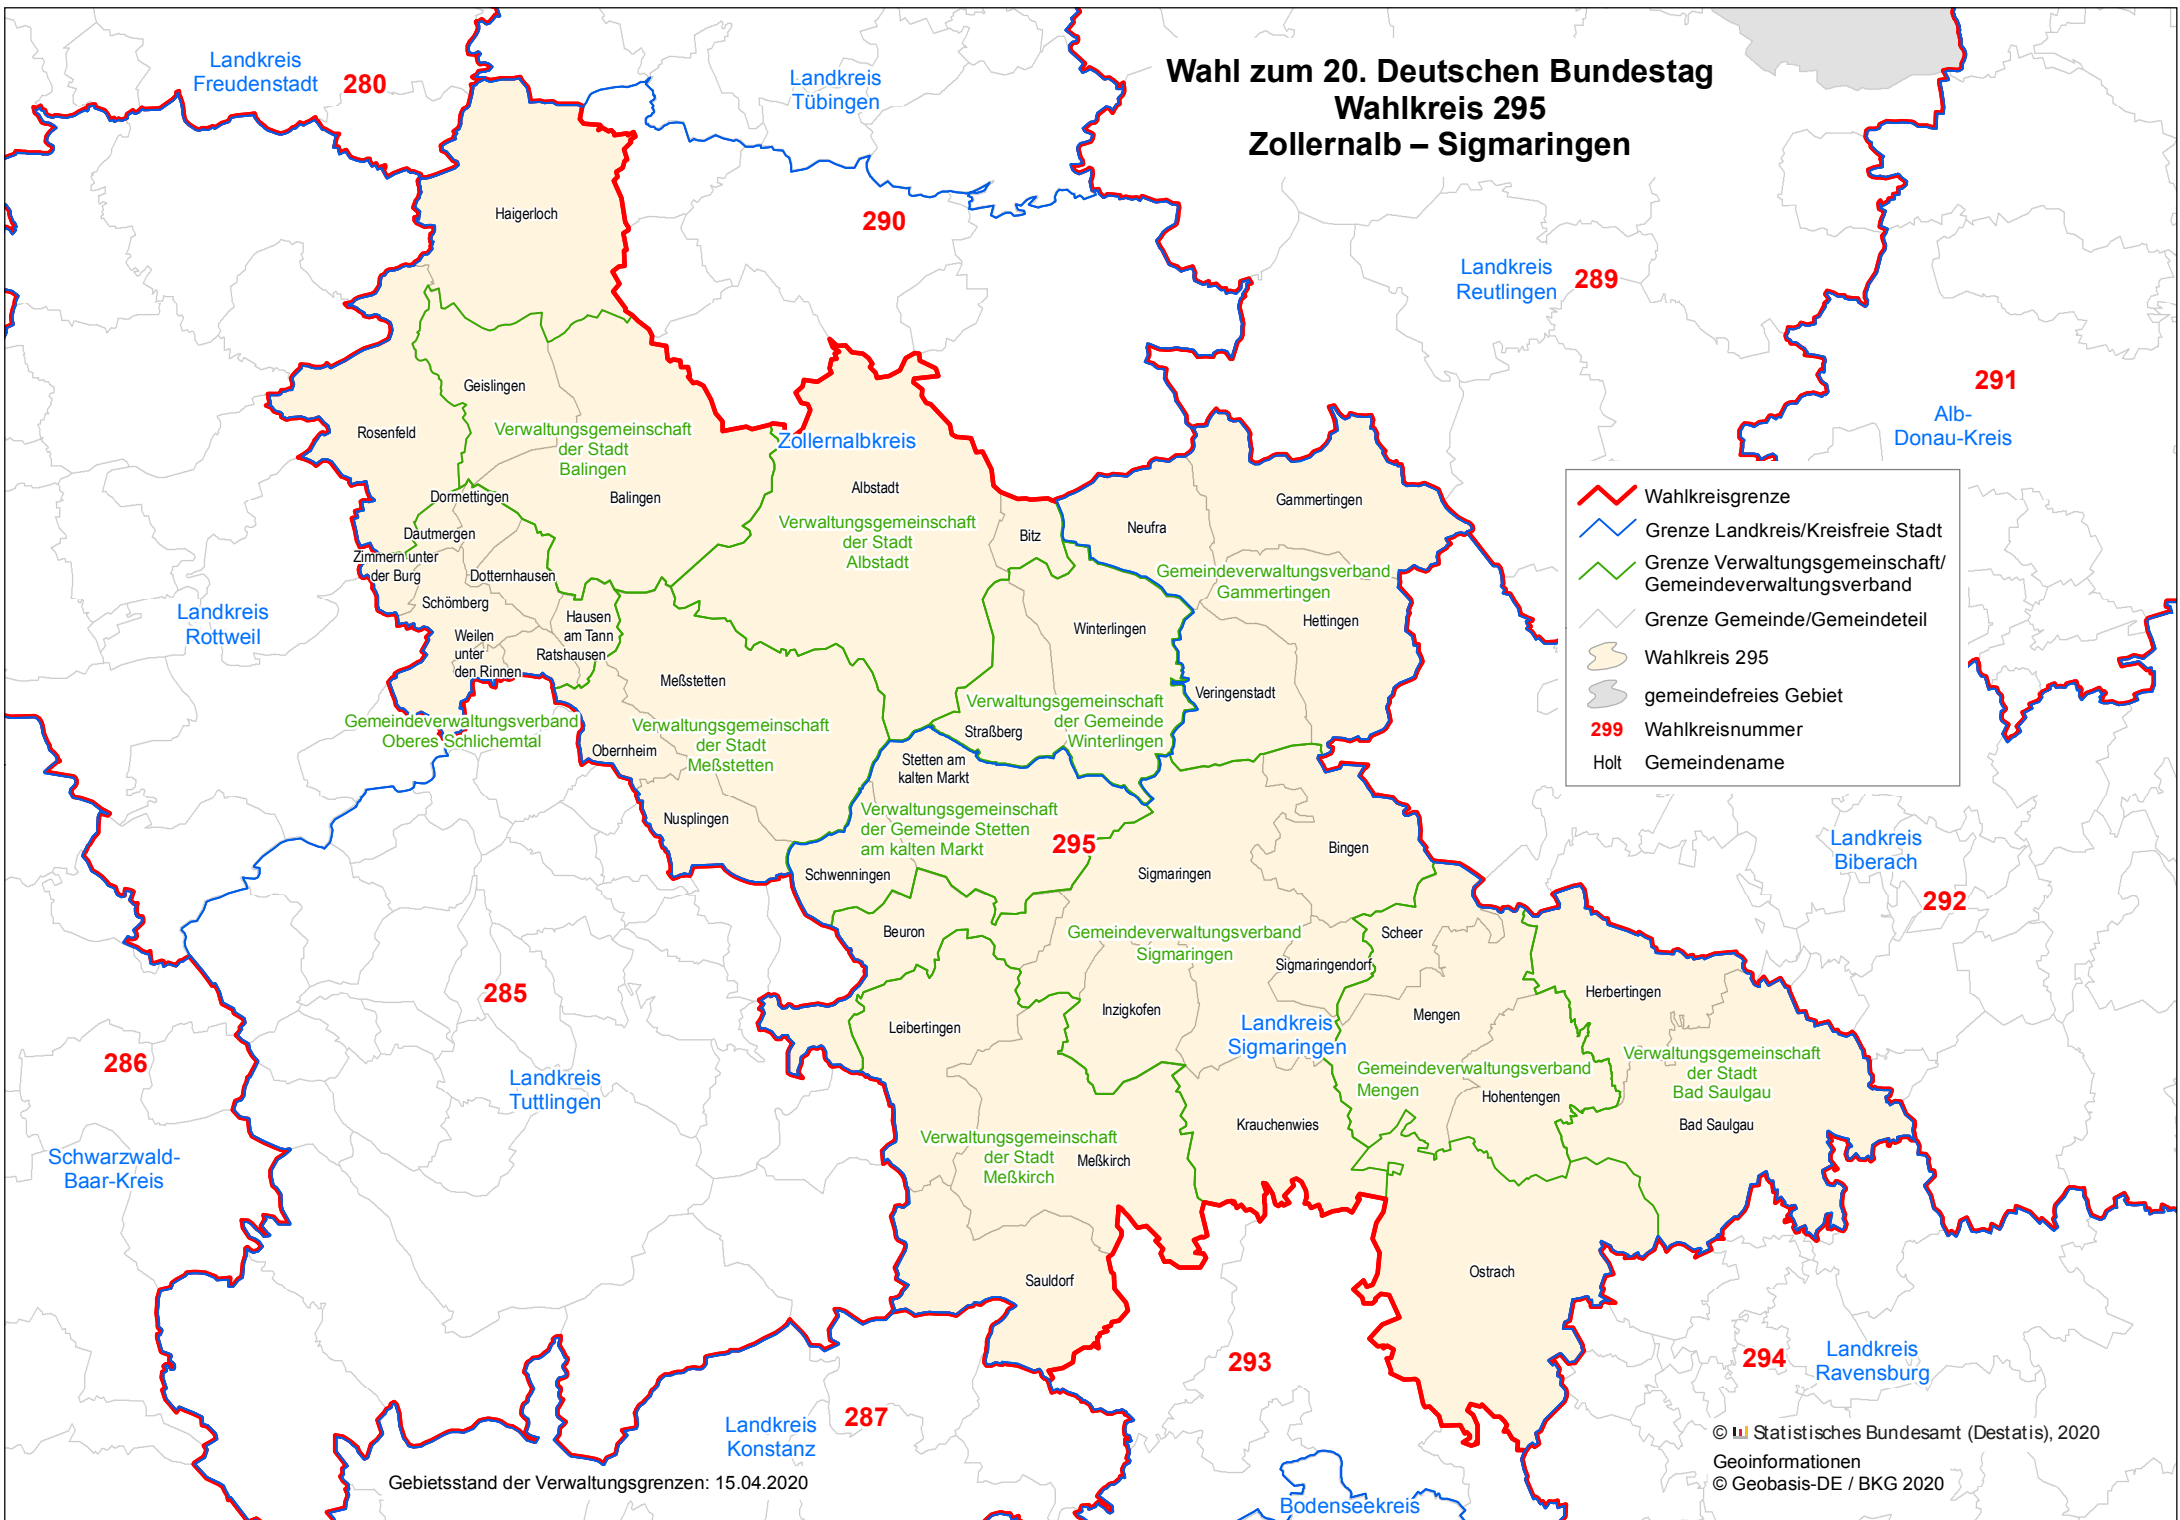 Wahl zum 20. Deutschen Bundestag
Wahlkreis 295
Zollernalb – Sigmaringen
Landkreis
Freudenstadt
280
Landkreis
Tübingen
Haigerloch
290
Landkreis
Reutlingen
289
291
Alb-
Donau-Kreis
Geislingen
Rosenfeld
Verwaltungsgemeinschaft
der Stadt
Balingen
Zollernalbkreis
Dormettingen
Balingen
Albstadt
Verwaltungsgemeinschaft
der Stadt
Albstadt
Bitz
Neufra
Gammertingen
Dautmergen
Zimmern unter
der Burg
Dotternhausen
Gemeindeverwaltungsverband
Gammertingen
Schömberg
Landkreis
Rottweil
Hausen
am Tann
Weilen
unter
den Rinnen
Ratshausen
Winterlingen
Hettingen
Meßstetten
Veringenstadt
Gemeindeverwaltungsverband
Oberes Schlichemtal
Verwaltungsgemeinschaft
der Stadt
Meßstetten
Obernheim
Verwaltungsgemeinschaft
der Gemeinde
Winterlingen
Straßberg
Stetten am
kalten Markt
Nusplingen
Verwaltungsgemeinschaft
der Gemeinde Stetten
am kalten Markt
295
Bingen
Schwenningen
Sigmaringen
Landkreis
Biberach
292
Beuron
Gemeindeverwaltungsverband
Sigmaringen
Scheer
Sigmaringendorf
285
Herbertingen
Leibertingen
Inzigkofen
Mengen
Landkreis
Sigmaringen
286
Landkreis
Tuttlingen
Gemeindeverwaltungsverband
Mengen
Hohentengen
Verwaltungsgemeinschaft
der Stadt
Bad Saulgau
Bad Saulgau
Krauchenwies
Schwarzwald-
Baar-Kreis
Verwaltungsgemeinschaft
der Stadt
Meßkirch
Meßkirch
Sauldorf
Ostrach
293
294
Landkreis
Ravensburg
287
Landkreis
Konstanz
Bodenseekreis
Wahlkreisgrenze
Grenze Landkreis/Kreisfreie Stadt
Grenze Verwaltungsgemeinschaft/
Gemeindeverwaltungsverband
Grenze Gemeinde/Gemeindeteil
Wahlkreis 295
gemeindefreies Gebiet
299 Wahlkreisnummer
Holt Gemeindename
Gebietsstand der Verwaltungsgrenzen: 15.04.2020
© Statistisches Bundesamt (Destatis), 2020
Geoinformationen
© Geobasis-DE / BKG 2020